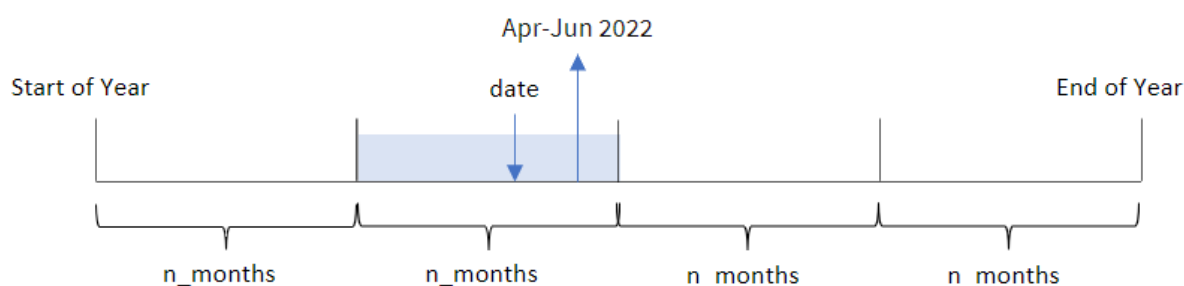 Apr-Jun 2022
Start of Year
date
End of Year
n_months
n_months
n months
n months